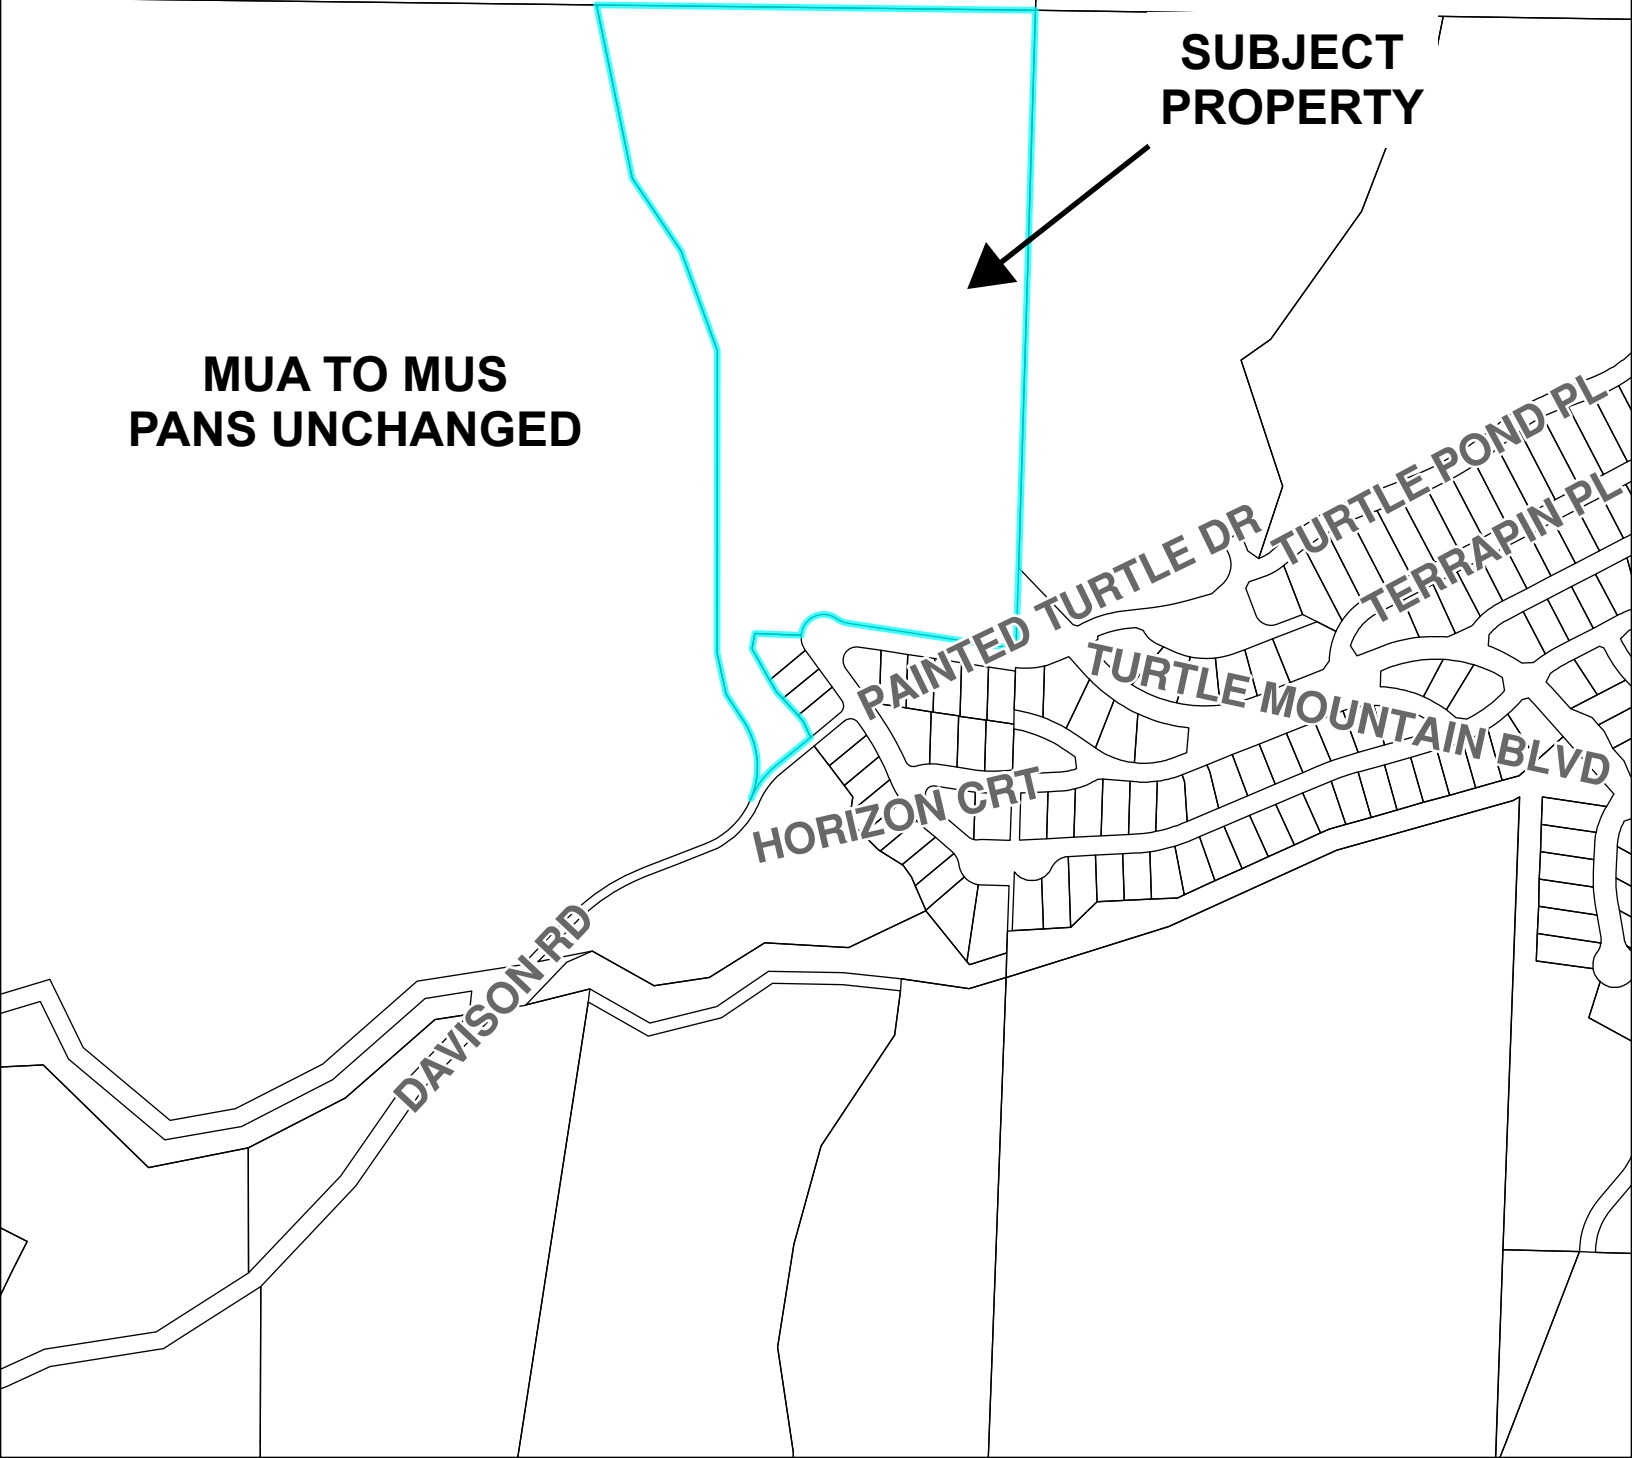 SUBJECT
PROPERTY
MUA TO MUS
PANS UNCHANGED
TURTLE POND PL
TERRAPIN PL
PAINTED TURTLE DR
TURTLE MOUNTAIN BLVD
HORIZON CRT
DAVISON RD